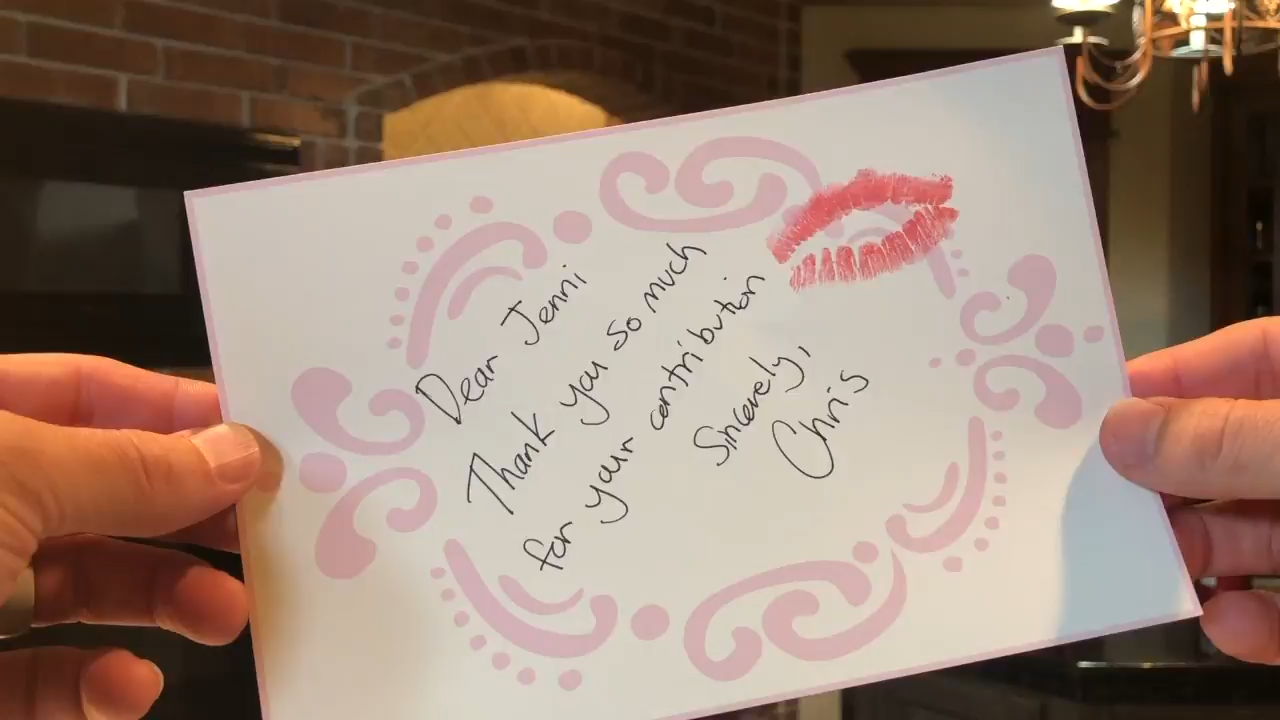 Dear Jenni
Thank you so much
for your contribution
Sincerely,
Chris